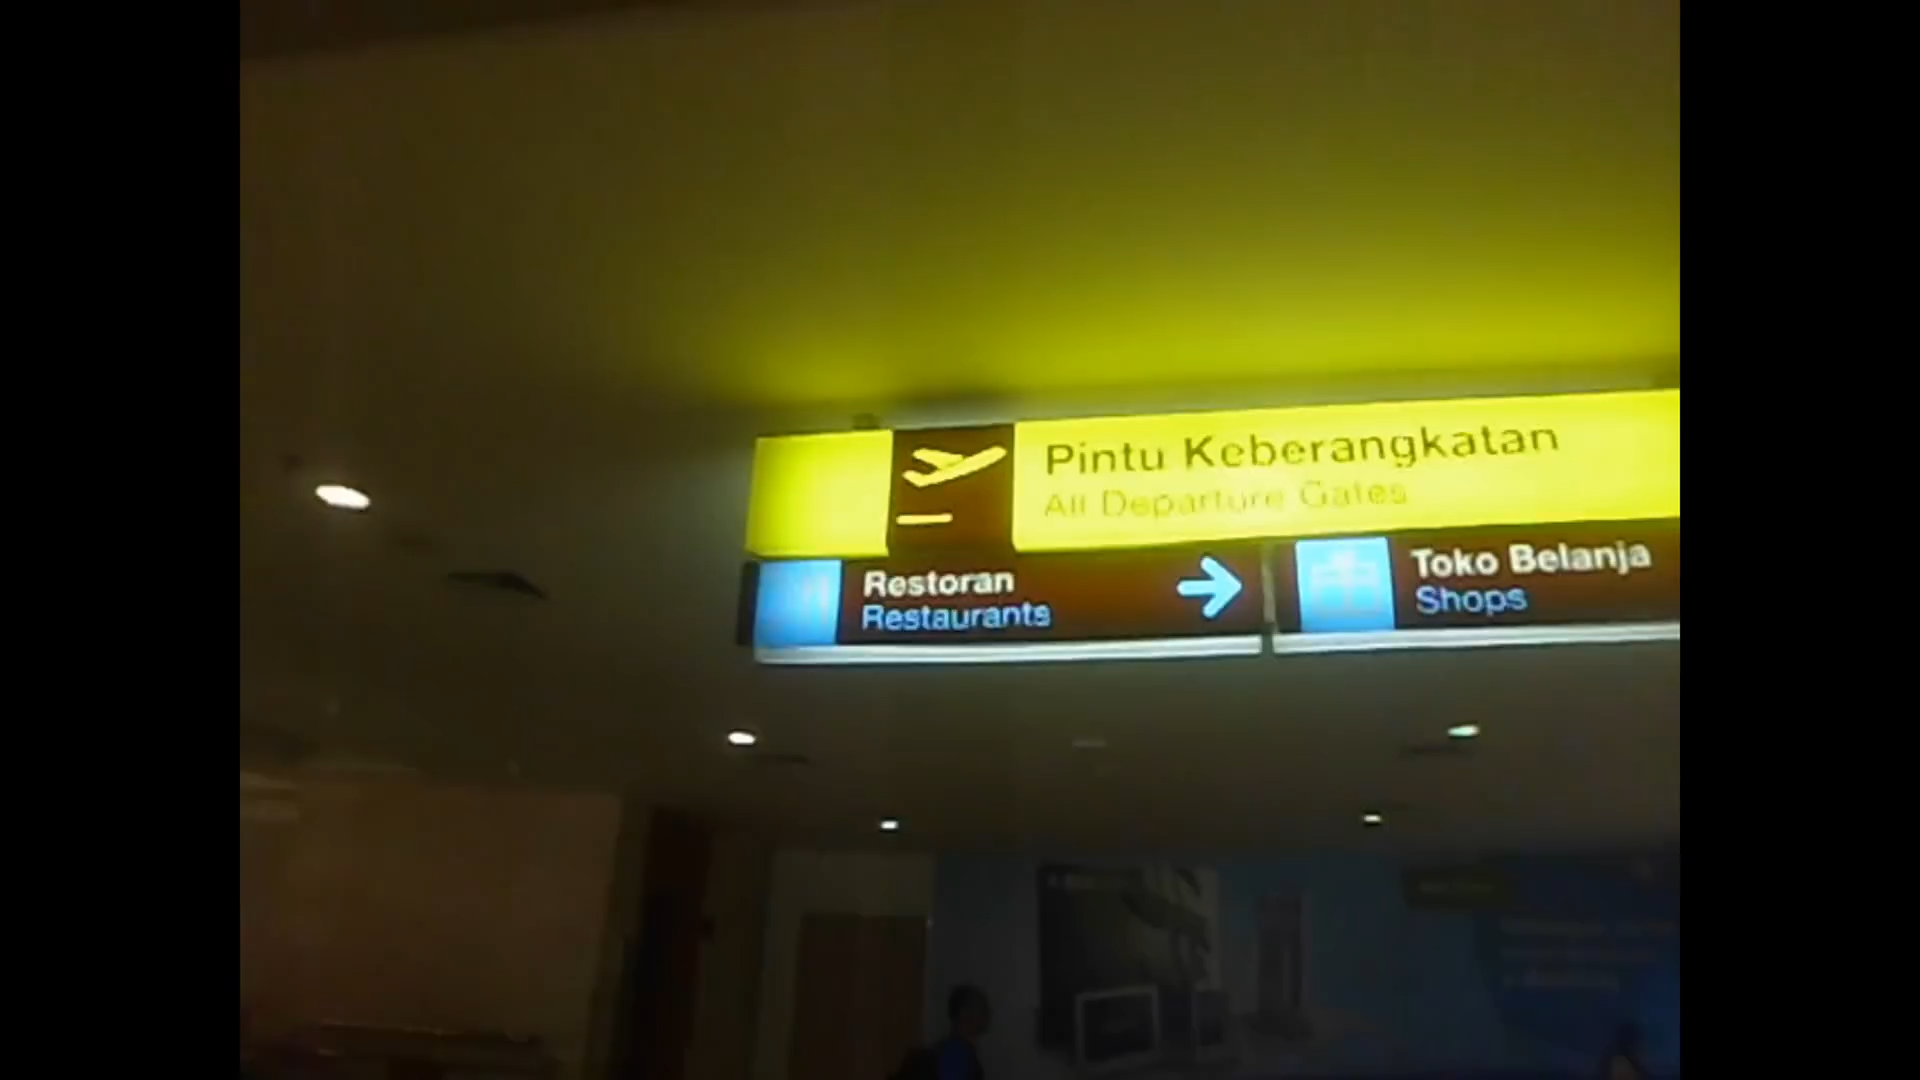 Pintu Keberangkatan
All Departure Gates
Restoran
Restaurants
Toko Belanja
Shops